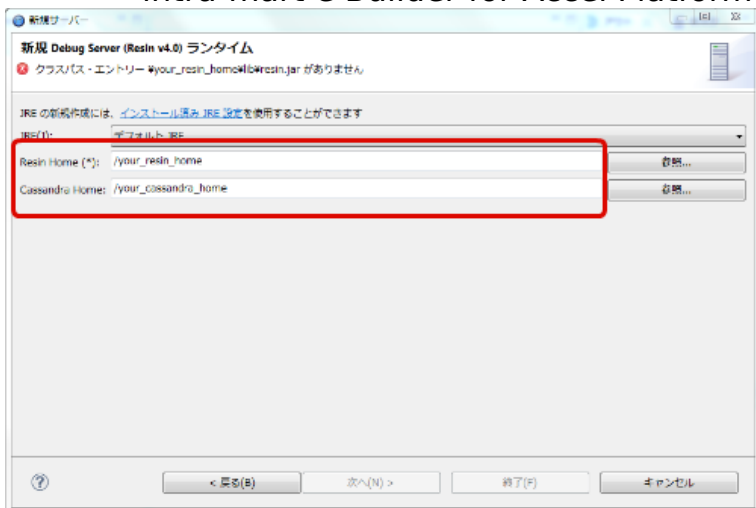 intra-mart e Builder for Accel Platform
新規サーバー
新規 Debug Server (Resin v4.0) ランタイム
クラスパス・エントリー ¥your_resin_home¥lib¥resin.jar がありません
JRE の新規作成には、インストール済み JRE 設定を使用することができます
JRE(J): デフォルト JRE
Resin Home (*): /your_resin_home 参照...
Cassandra Home: /your_cassandra_home 参照...
< 戻る(B) 次へ(N) > 終了(F) キャンセル